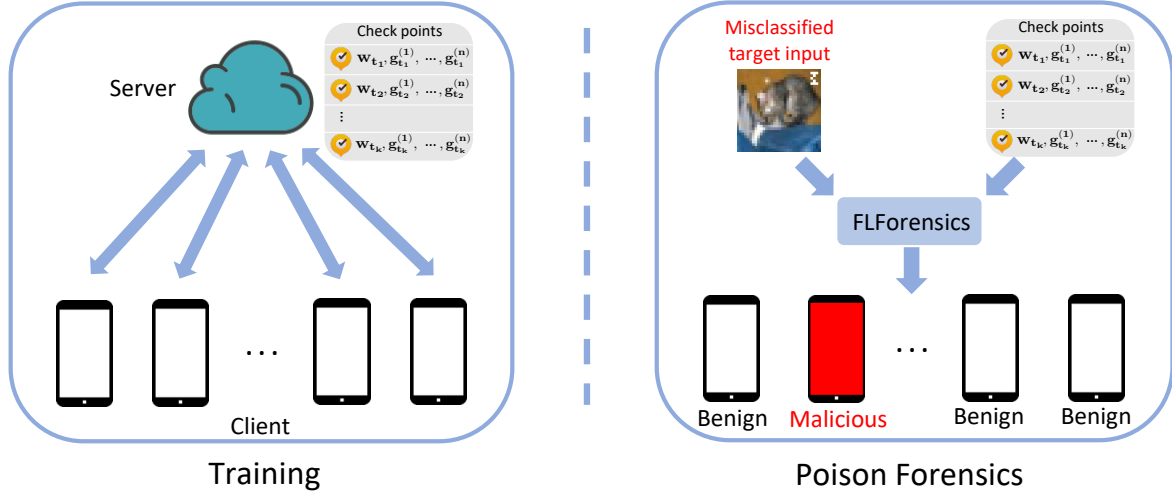 Server
Check points
w_{t_1}, g_{t_1}^{(1)}, ..., g_{t_1}^{(n)}
w_{t_2}, g_{t_2}^{(1)}, ..., g_{t_2}^{(n)}
⋮
w_{t_k}, g_{t_k}^{(1)}, ..., g_{t_k}^{(n)}
...
Client
Training
Misclassified
target input
Check points
w_{t_1}, g_{t_1}^{(1)}, ..., g_{t_1}^{(n)}
w_{t_2}, g_{t_2}^{(1)}, ..., g_{t_2}^{(n)}
⋮
w_{t_k}, g_{t_k}^{(1)}, ..., g_{t_k}^{(n)}
FLForensics
...
Benign Malicious Benign Benign
Poison Forensics